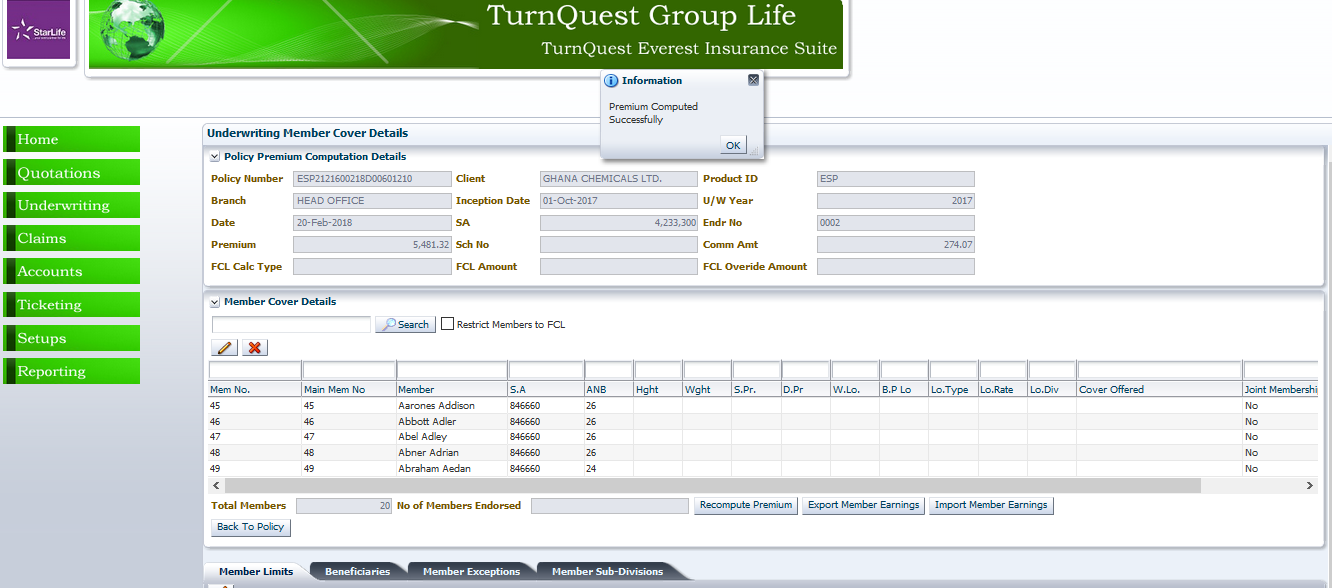 StarLife
TurnQuest Group Life
TurnQuest Everest Insurance Suite
Information
Premium Computed
Successfully
OK
Home
Quotations
Underwriting
Claims
Accounts
Ticketing
Setups
Reporting
Underwriting Member Cover Details
Policy Premium Computation Details
Policy Number ESP2121600218D00601210 Client GHANA CHEMICALS LTD. Product ID ESP
Branch HEAD OFFICE Inception Date 01-Oct-2017 U/W Year 2017
Date 20-Feb-2018 SA 4,233,300 Endr No 0002
Premium 5,481.32 Sch No Comm Amt 274.07
FCL Calc Type FCL Amount FCL Overide Amount
Member Cover Details
Search Restrict Members to FCL
Mem No. Main Mem No Member S.A ANB Hght Wght S.Pr. D.Pr W.Lo. B.P Lo Lo.Type Lo.Rate Lo.Div Cover Offered Joint Membershi
45 45 Aarones Addison 846660 26 No
46 46 Abbott Adler 846660 26 No
47 47 Abel Adley 846660 26 No
48 48 Abner Adrian 846660 26 No
49 49 Abraham Aedan 846660 24 No
Total Members 20 No of Members Endorsed Recompute Premium Export Member Earnings Import Member Earnings
Back To Policy
Member Limits Beneficiaries Member Exceptions Member Sub-Divisions